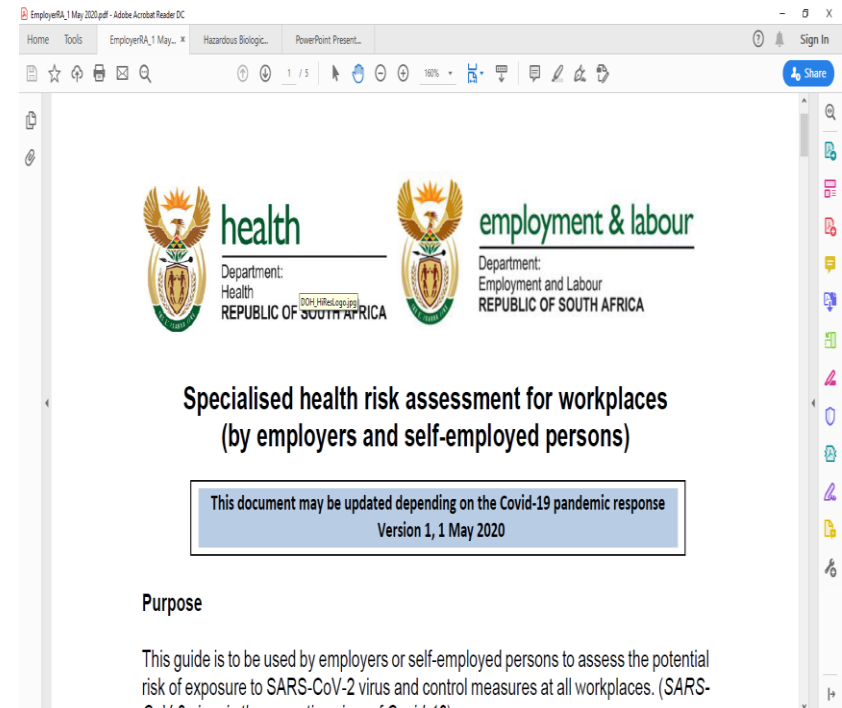 EmployerRA_1 May 2020.pdf - Adobe Acrobat Reader DC
Home Tools EmployerRA_1 May... x Hazardous Biologic... PowerPoint Present... Sign In
1 / 5 160% Share
health
Department:
Health
REPUBLIC OF SOUTH AFRICA
DOH_HiResLogo.jpg
employment & labour
Department:
Employment and Labour
REPUBLIC OF SOUTH AFRICA
Specialised health risk assessment for workplaces
(by employers and self-employed persons)
This document may be updated depending on the Covid-19 pandemic response
Version 1, 1 May 2020
Purpose
This guide is to be used by employers or self-employed persons to assess the potential
risk of exposure to SARS-CoV-2 virus and control measures at all workplaces. (SARS-